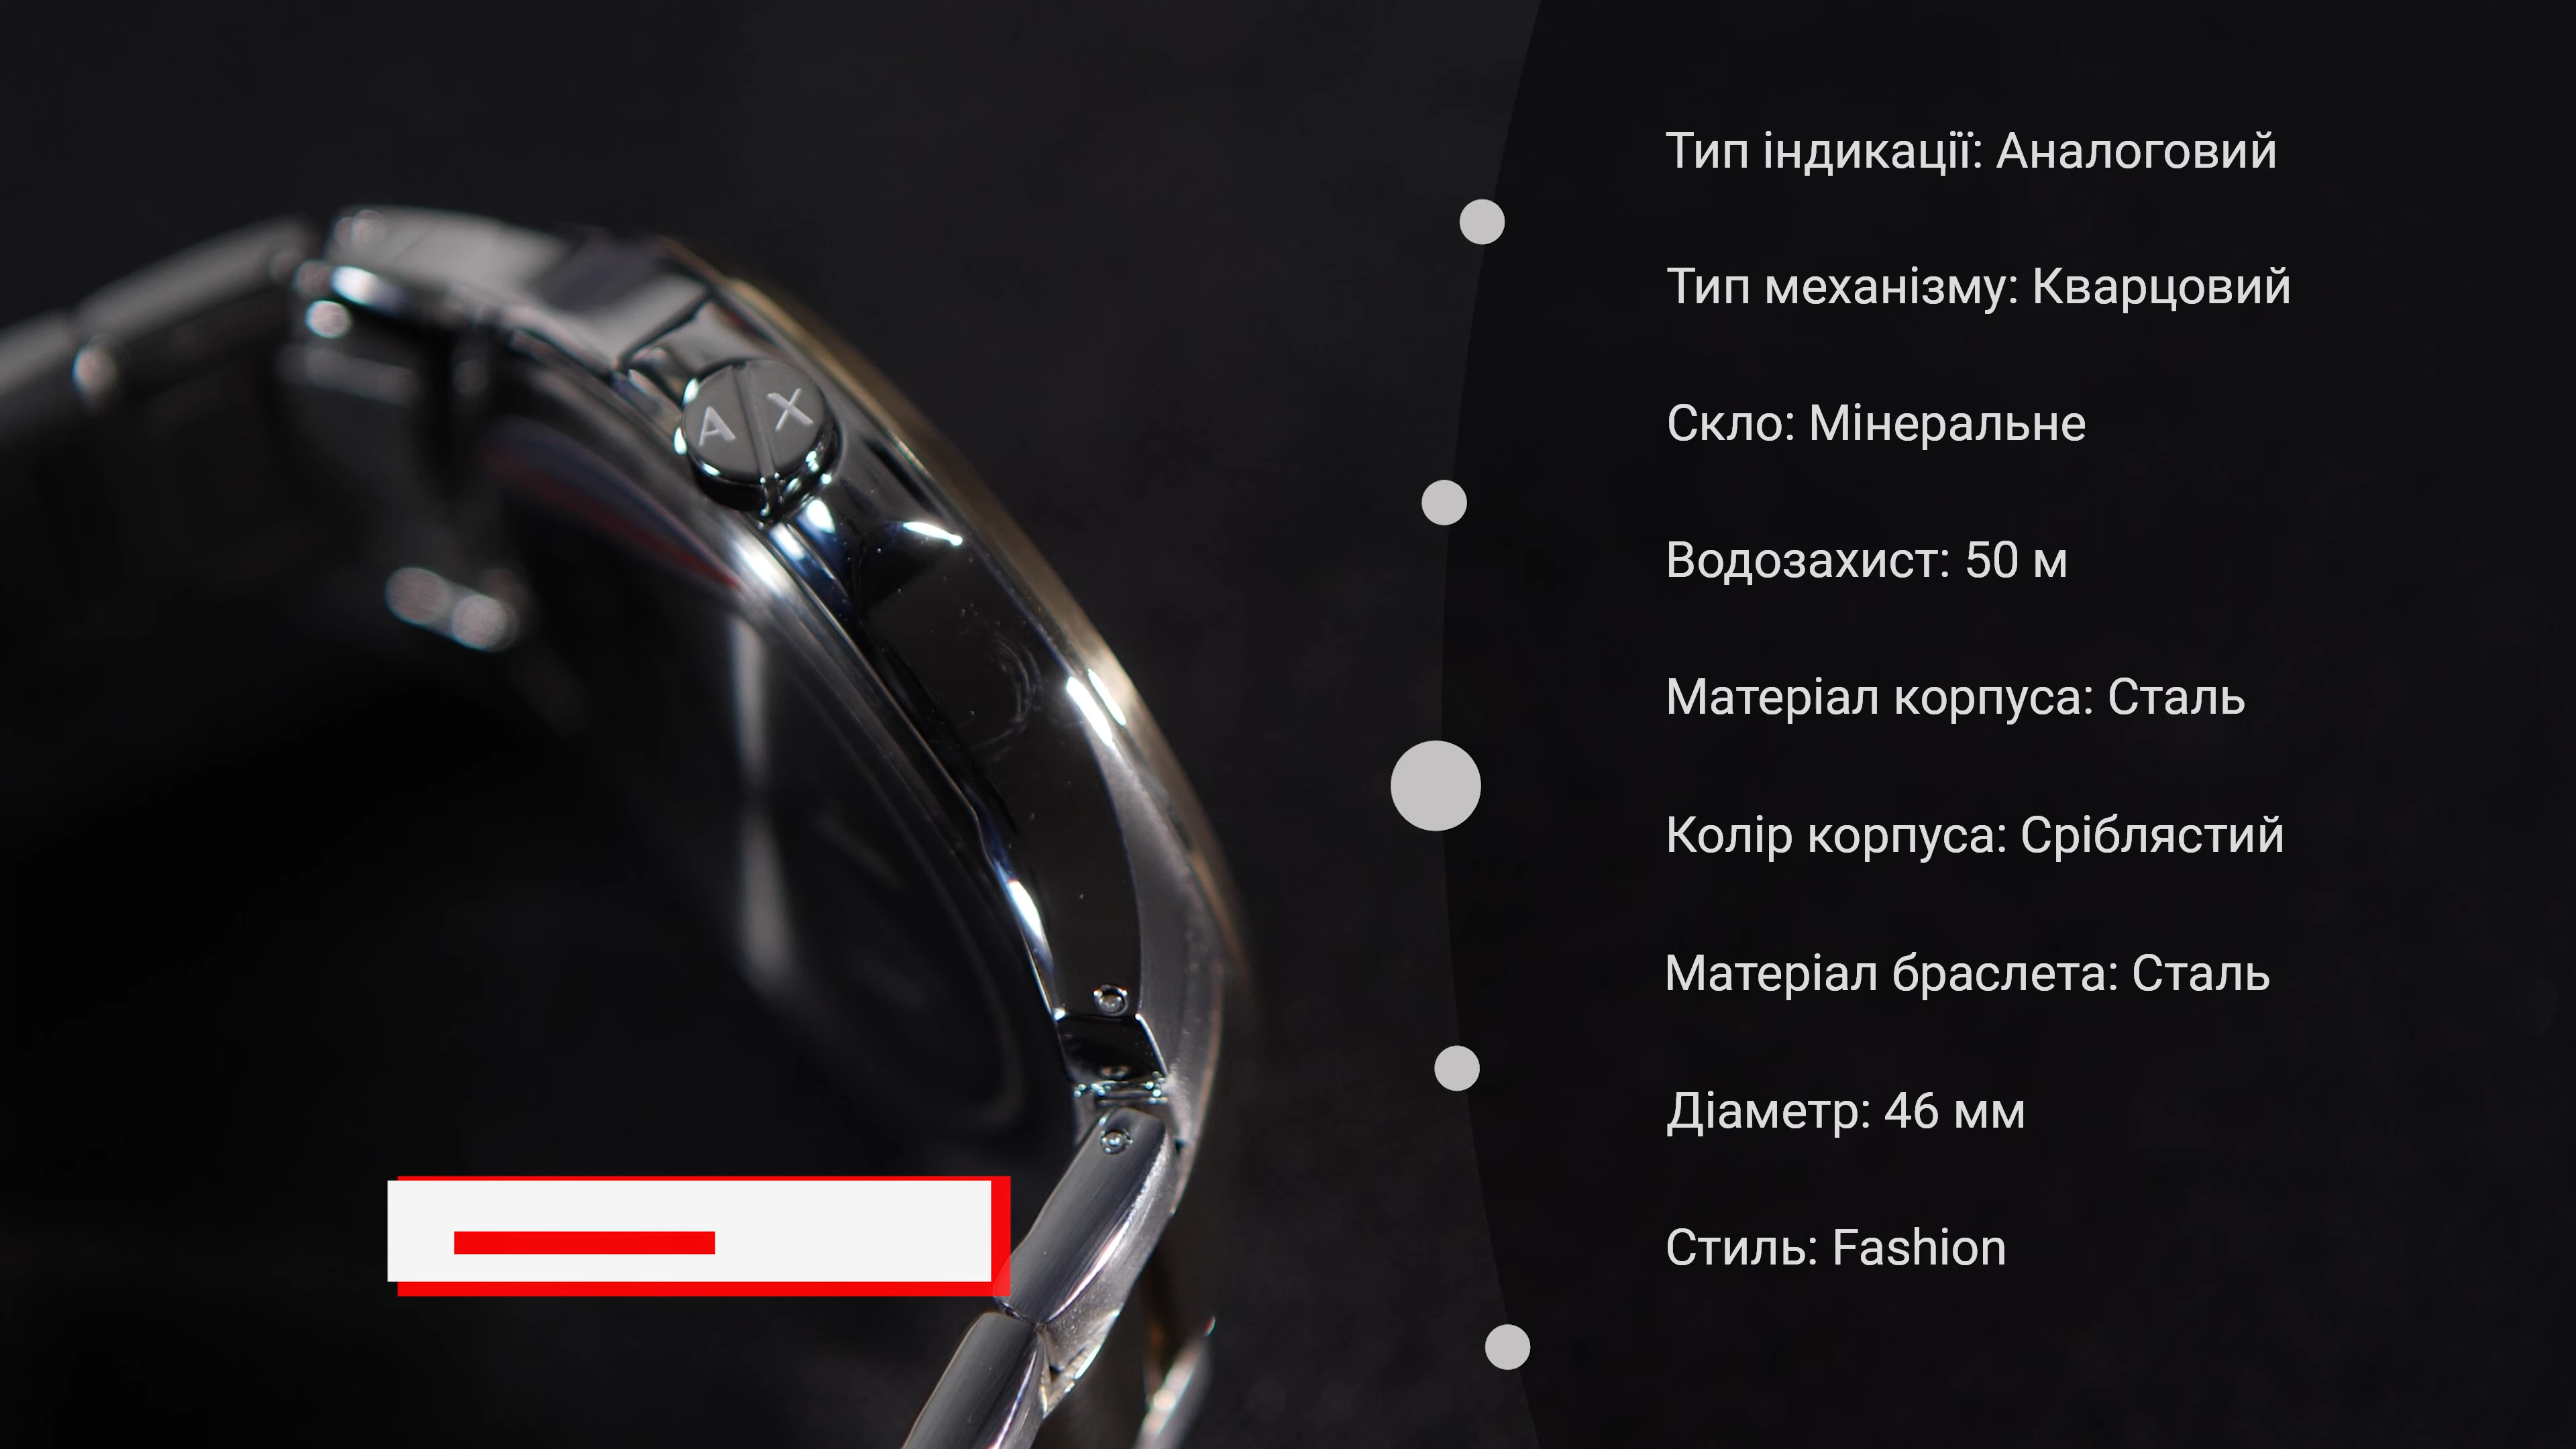 A X
Тип індикації: Аналоговий
Тип механізму: Кварцовий
Скло: Мінеральне
Водозахист: 50 м
Матеріал корпуса: Сталь
Колір корпуса: Сріблястий
Матеріал браслета: Сталь
Діаметр: 46 мм
Стиль: Fashion